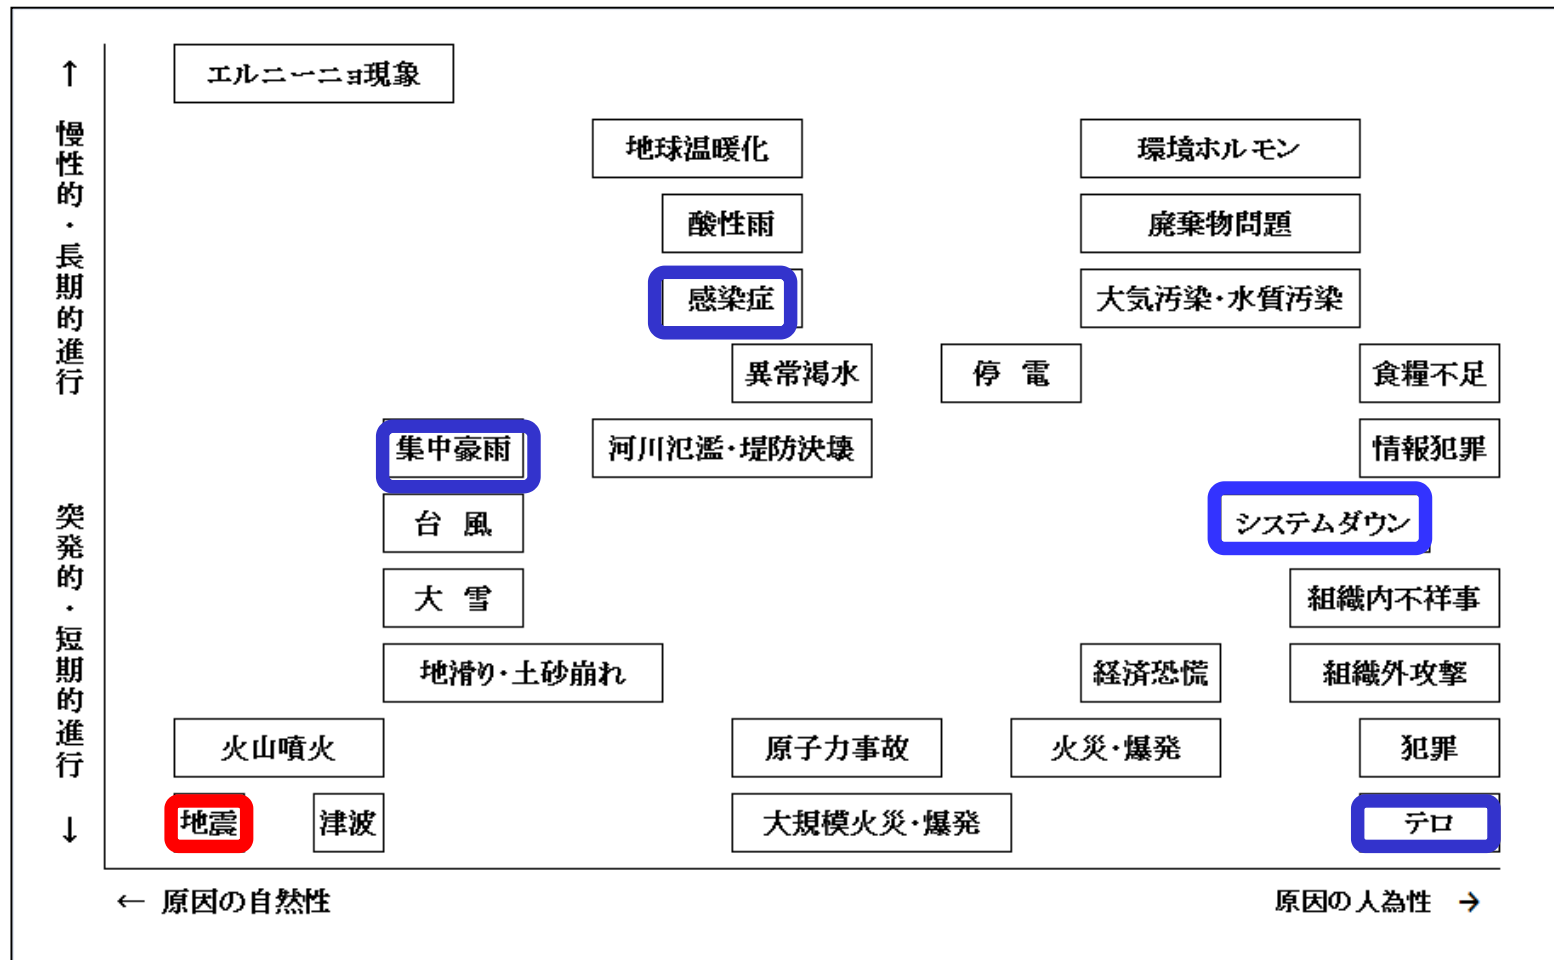 ↑ 慢性的・長期的進行
突発的・短期的進行 ↓
エルニーニョ現象
地球温暖化
環境ホルモン
酸性雨
廃棄物問題
感染症
大気汚染・水質汚染
異常渇水
停 電
食糧不足
集中豪雨
河川氾濫・堤防決壊
情報犯罪
台 風
システムダウン
大 雪
組織内不祥事
地滑り・土砂崩れ
経済恐慌
組織外攻撃
火山噴火
原子力事故
火災・爆発
犯罪
地震
津波
大規模火災・爆発
テロ
← 原因の自然性
原因の人為性 →